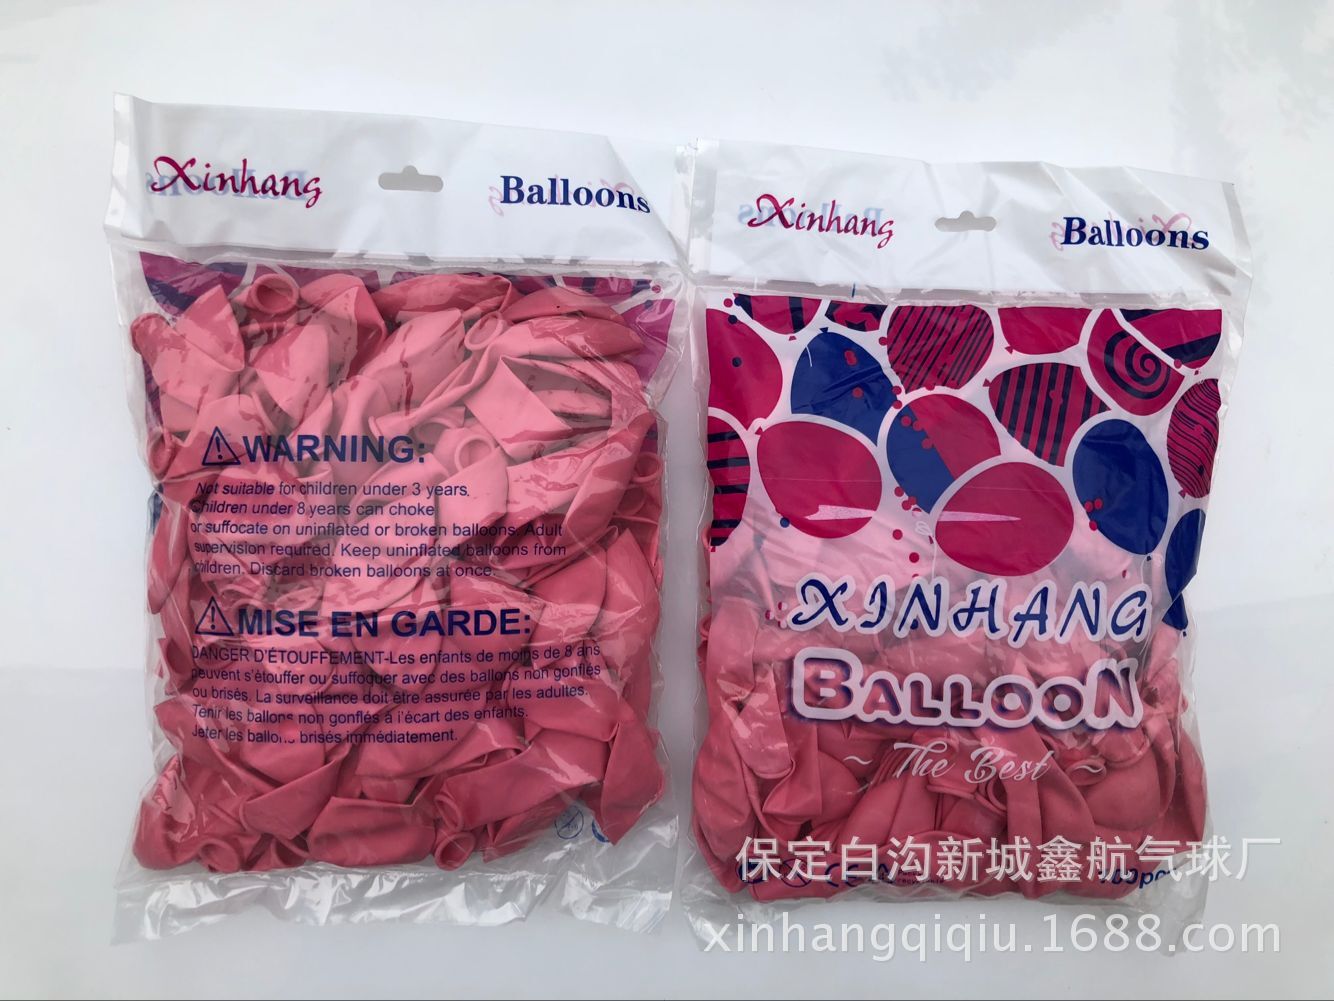 Xinhang Balloons
WARNING:
Not suitable for children under 3 years.
Children under 8 years can choke
or suffocate on uninflated or broken balloons. Adult
supervision required. Keep uninflated balloons from
children. Discard broken balloons at once.
MISE EN GARDE:
DANGER D'ÉTOUFFEMENT-Les enfants de moins de 8 ans
peuvent s'étouffer ou suffoquer avec des ballons non gonflés
ou brisés. La surveillance doit être assurée par les adultes.
Tenir les ballons non gonflés à l'écart des enfants.
Jeter les ballons brisés immédiatement.
Xinhang Balloons
XINHANG
BALLOON
~ The Best ~
保定白沟新城鑫航气球厂
xinhangqiqiu.1688.com